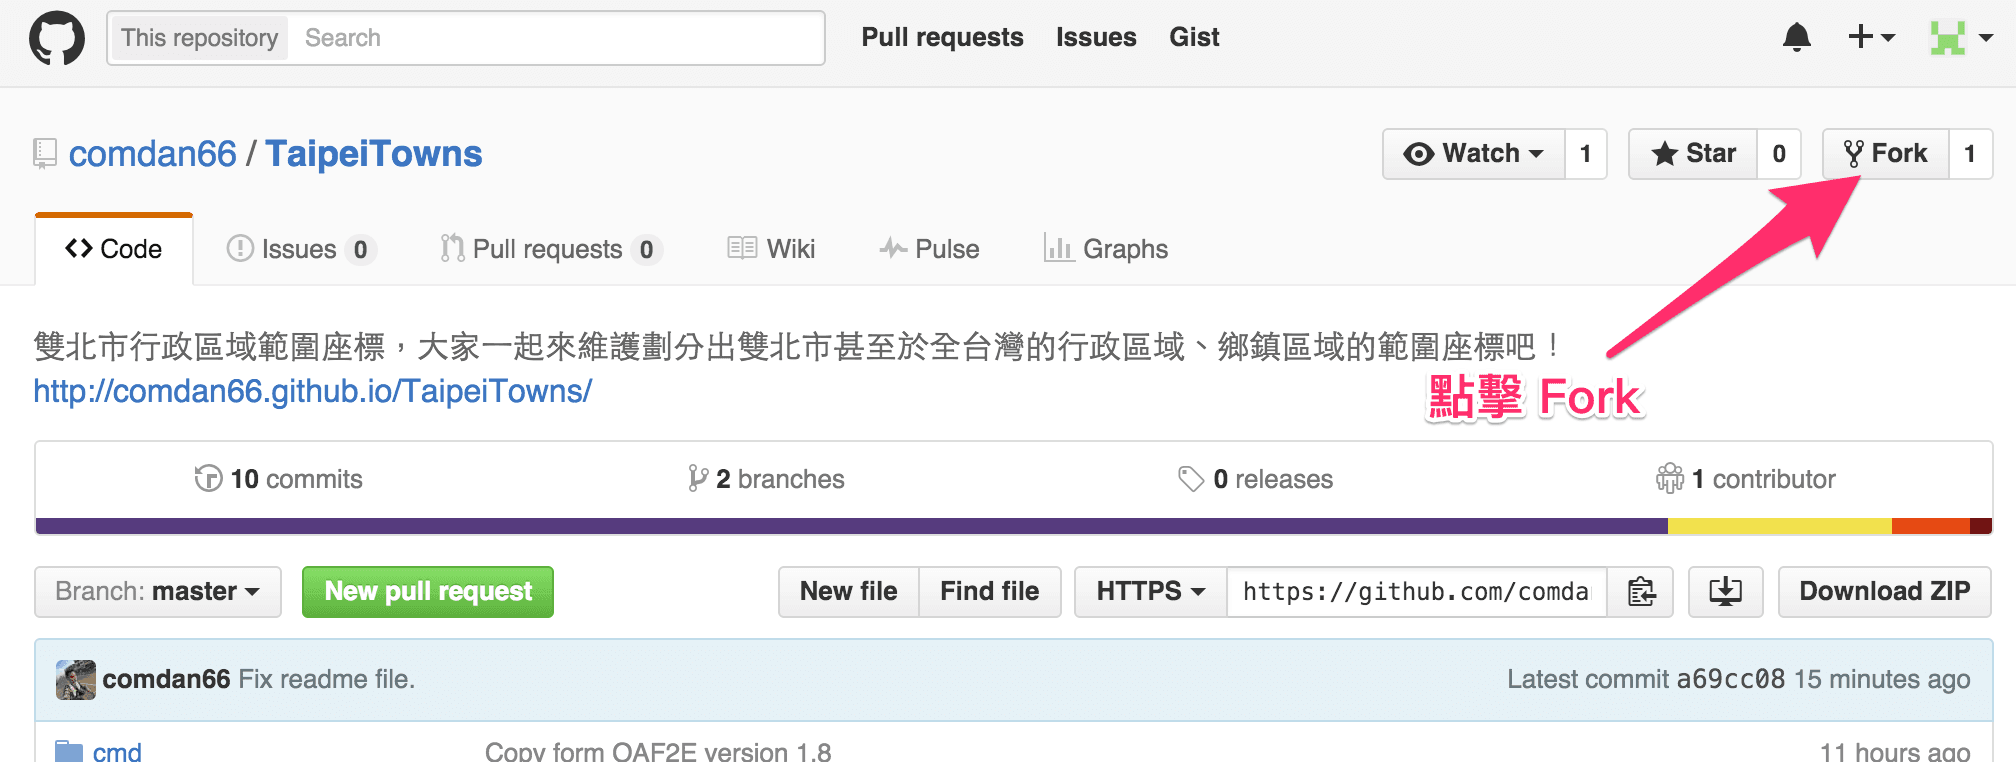 This repository Search Pull requests Issues Gist
comdan66 / TaipeiTowns Watch 1 Star 0 Fork 1
Code Issues 0 Pull requests 0 Wiki Pulse Graphs
雙北市行政區域範圍座標，大家一起來維護劃分出雙北市甚至於全台灣的行政區域、鄉鎮區域的範圍座標吧！
http://comdan66.github.io/TaipeiTowns/
點擊 Fork
10 commits 2 branches 0 releases 1 contributor
Branch: master New pull request New file Find file HTTPS https://github.com/comda Download ZIP
comdan66 Fix readme file. Latest commit a69cc08 15 minutes ago
cmd Copy form OAF2E version 1.8 11 hours ago